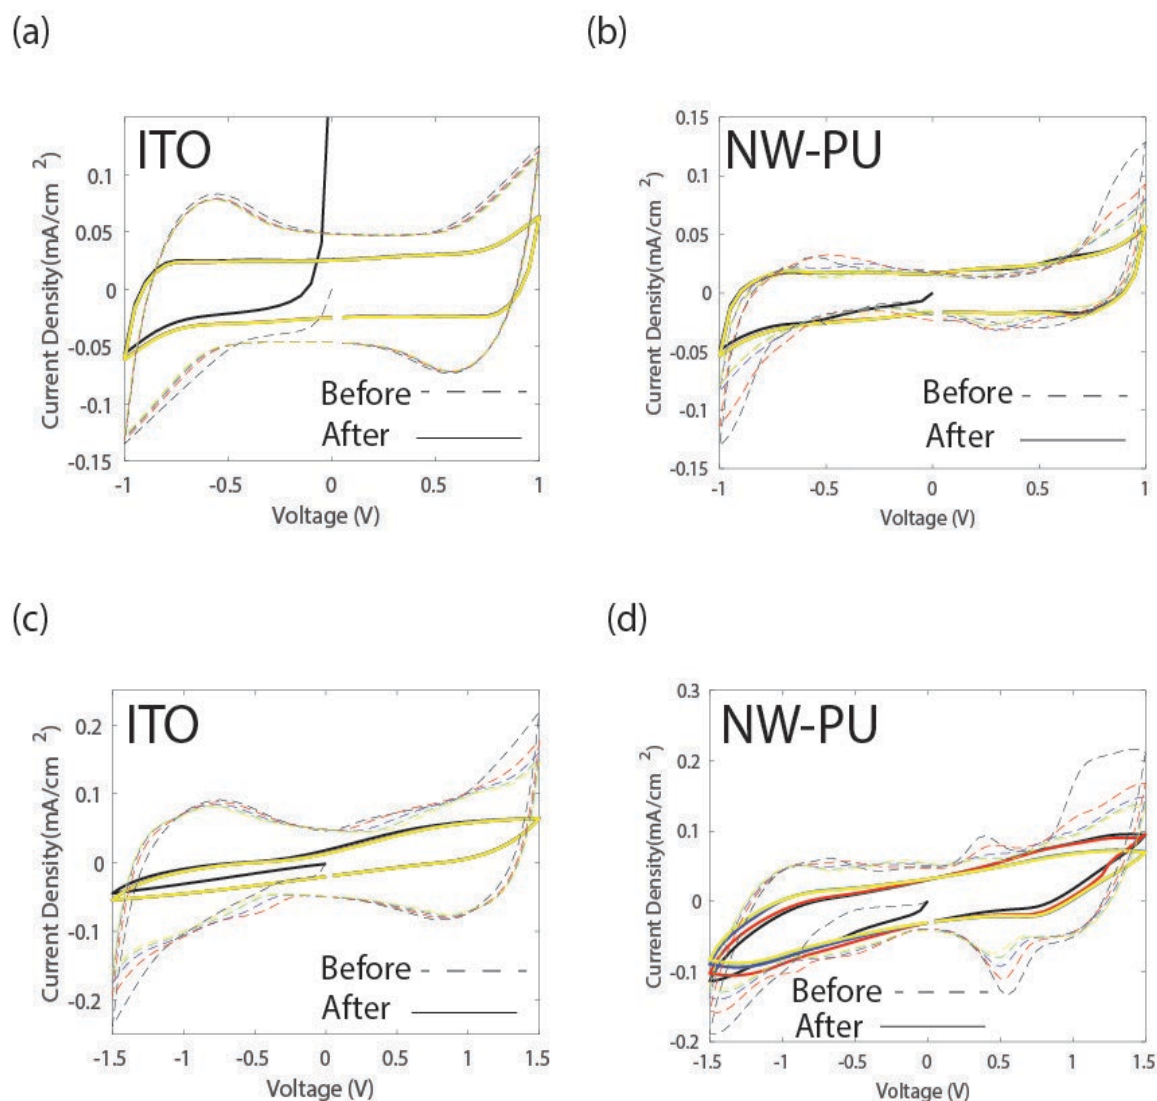 (a)
ITO
Current Density(mA/cm 2)
0.1
0.05
0
-0.05
-0.1
-0.15
Before
After
-1
-0.5
0
0.5
1
Voltage (V)
(b)
NW-PU
Current Density(mA/cm 2)
0.15
0.1
0.05
0
-0.05
-0.1
-0.15
Before
After
-1
-0.5
0
0.5
1
Voltage (V)
(c)
ITO
Current Density(mA/cm 2)
0.2
0.1
0
-0.1
-0.2
Before
After
-1.5
-1
-0.5
0
0.5
1
1.5
Voltage (V)
(d)
NW-PU
Current Density(mA/cm 2)
0.3
0.2
0.1
0
-0.1
-0.2
Before
After
-1.5
-1
-0.5
0
0.5
1
1.5
Voltage (V)